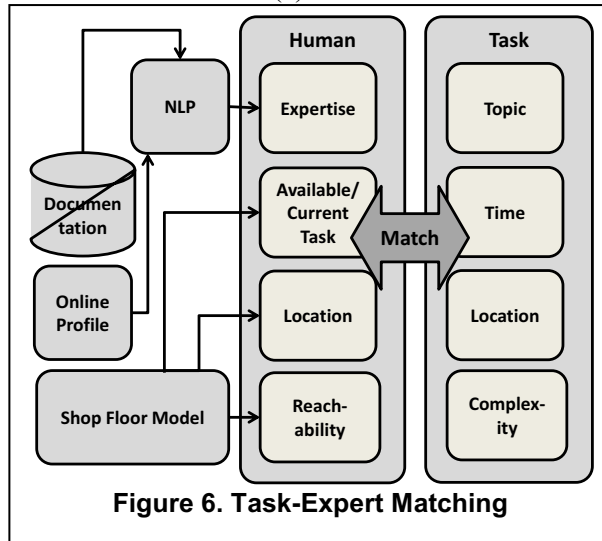 Human
Task
NLP
Expertise
Topic
Documen
tation
Available/
Current
Task
Match
Time
Online
Profile
Location
Location
Shop Floor Model
Reach-
ability
Complex-
ity
Figure 6. Task-Expert Matching